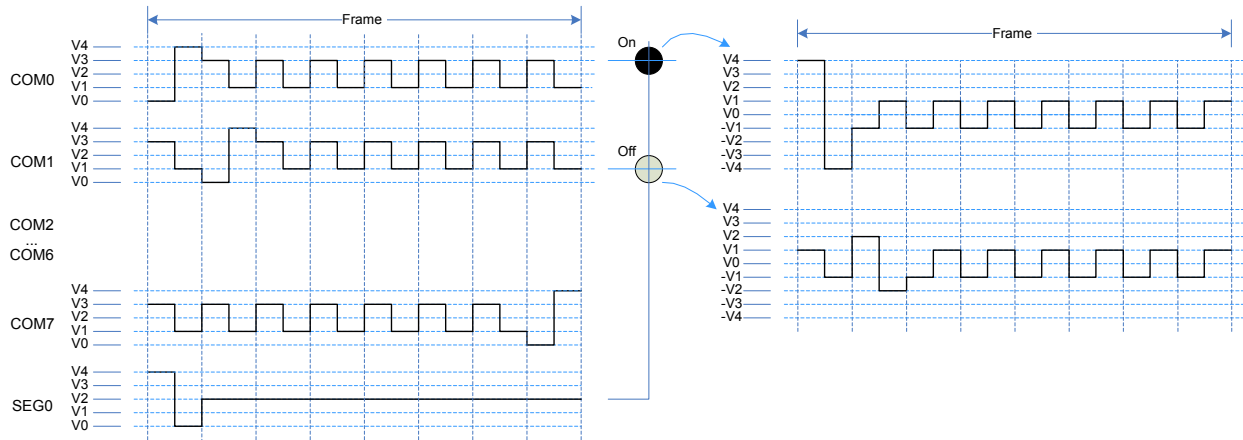 Frame
COM0
V4
V3
V2
V1
V0
COM1
V4
V3
V2
V1
V0
COM2
...
COM6
COM7
V4
V3
V2
V1
V0
SEG0
V4
V3
V2
V1
V0
On
Off
Frame
V4
V3
V2
V1
V0
-V1
-V2
-V3
-V4
V4
V3
V2
V1
V0
-V1
-V2
-V3
-V4